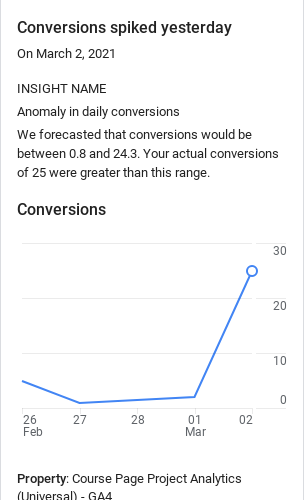 Conversions spiked yesterday
On March 2, 2021
INSIGHT NAME
Anomaly in daily conversions
We forecasted that conversions would be
between 0.8 and 24.3. Your actual conversions
of 25 were greater than this range.
Conversions
30
20
10
0
26 27 28 01 02
Feb Mar
Property: Course Page Project Analytics
(Universal) - GA4